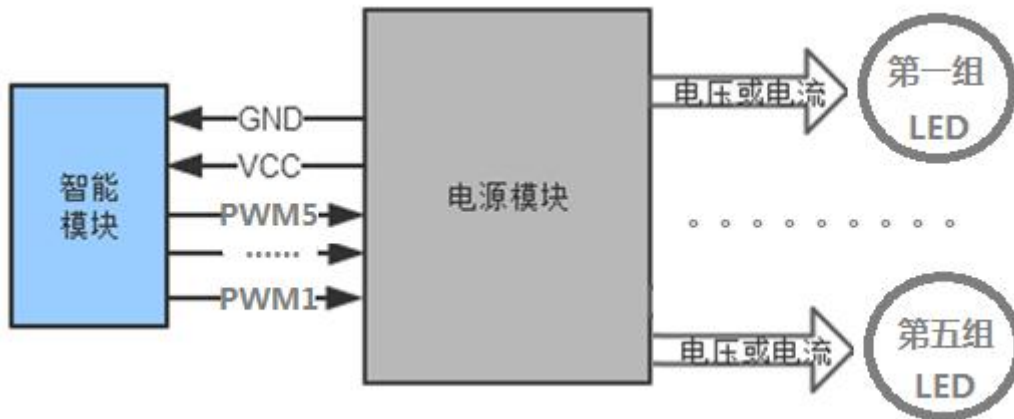 智能
模块
GND
VCC
PWM5
......
PWM1
电源模块
电压或电流
第一组
LED
电压或电流
第五组
LED